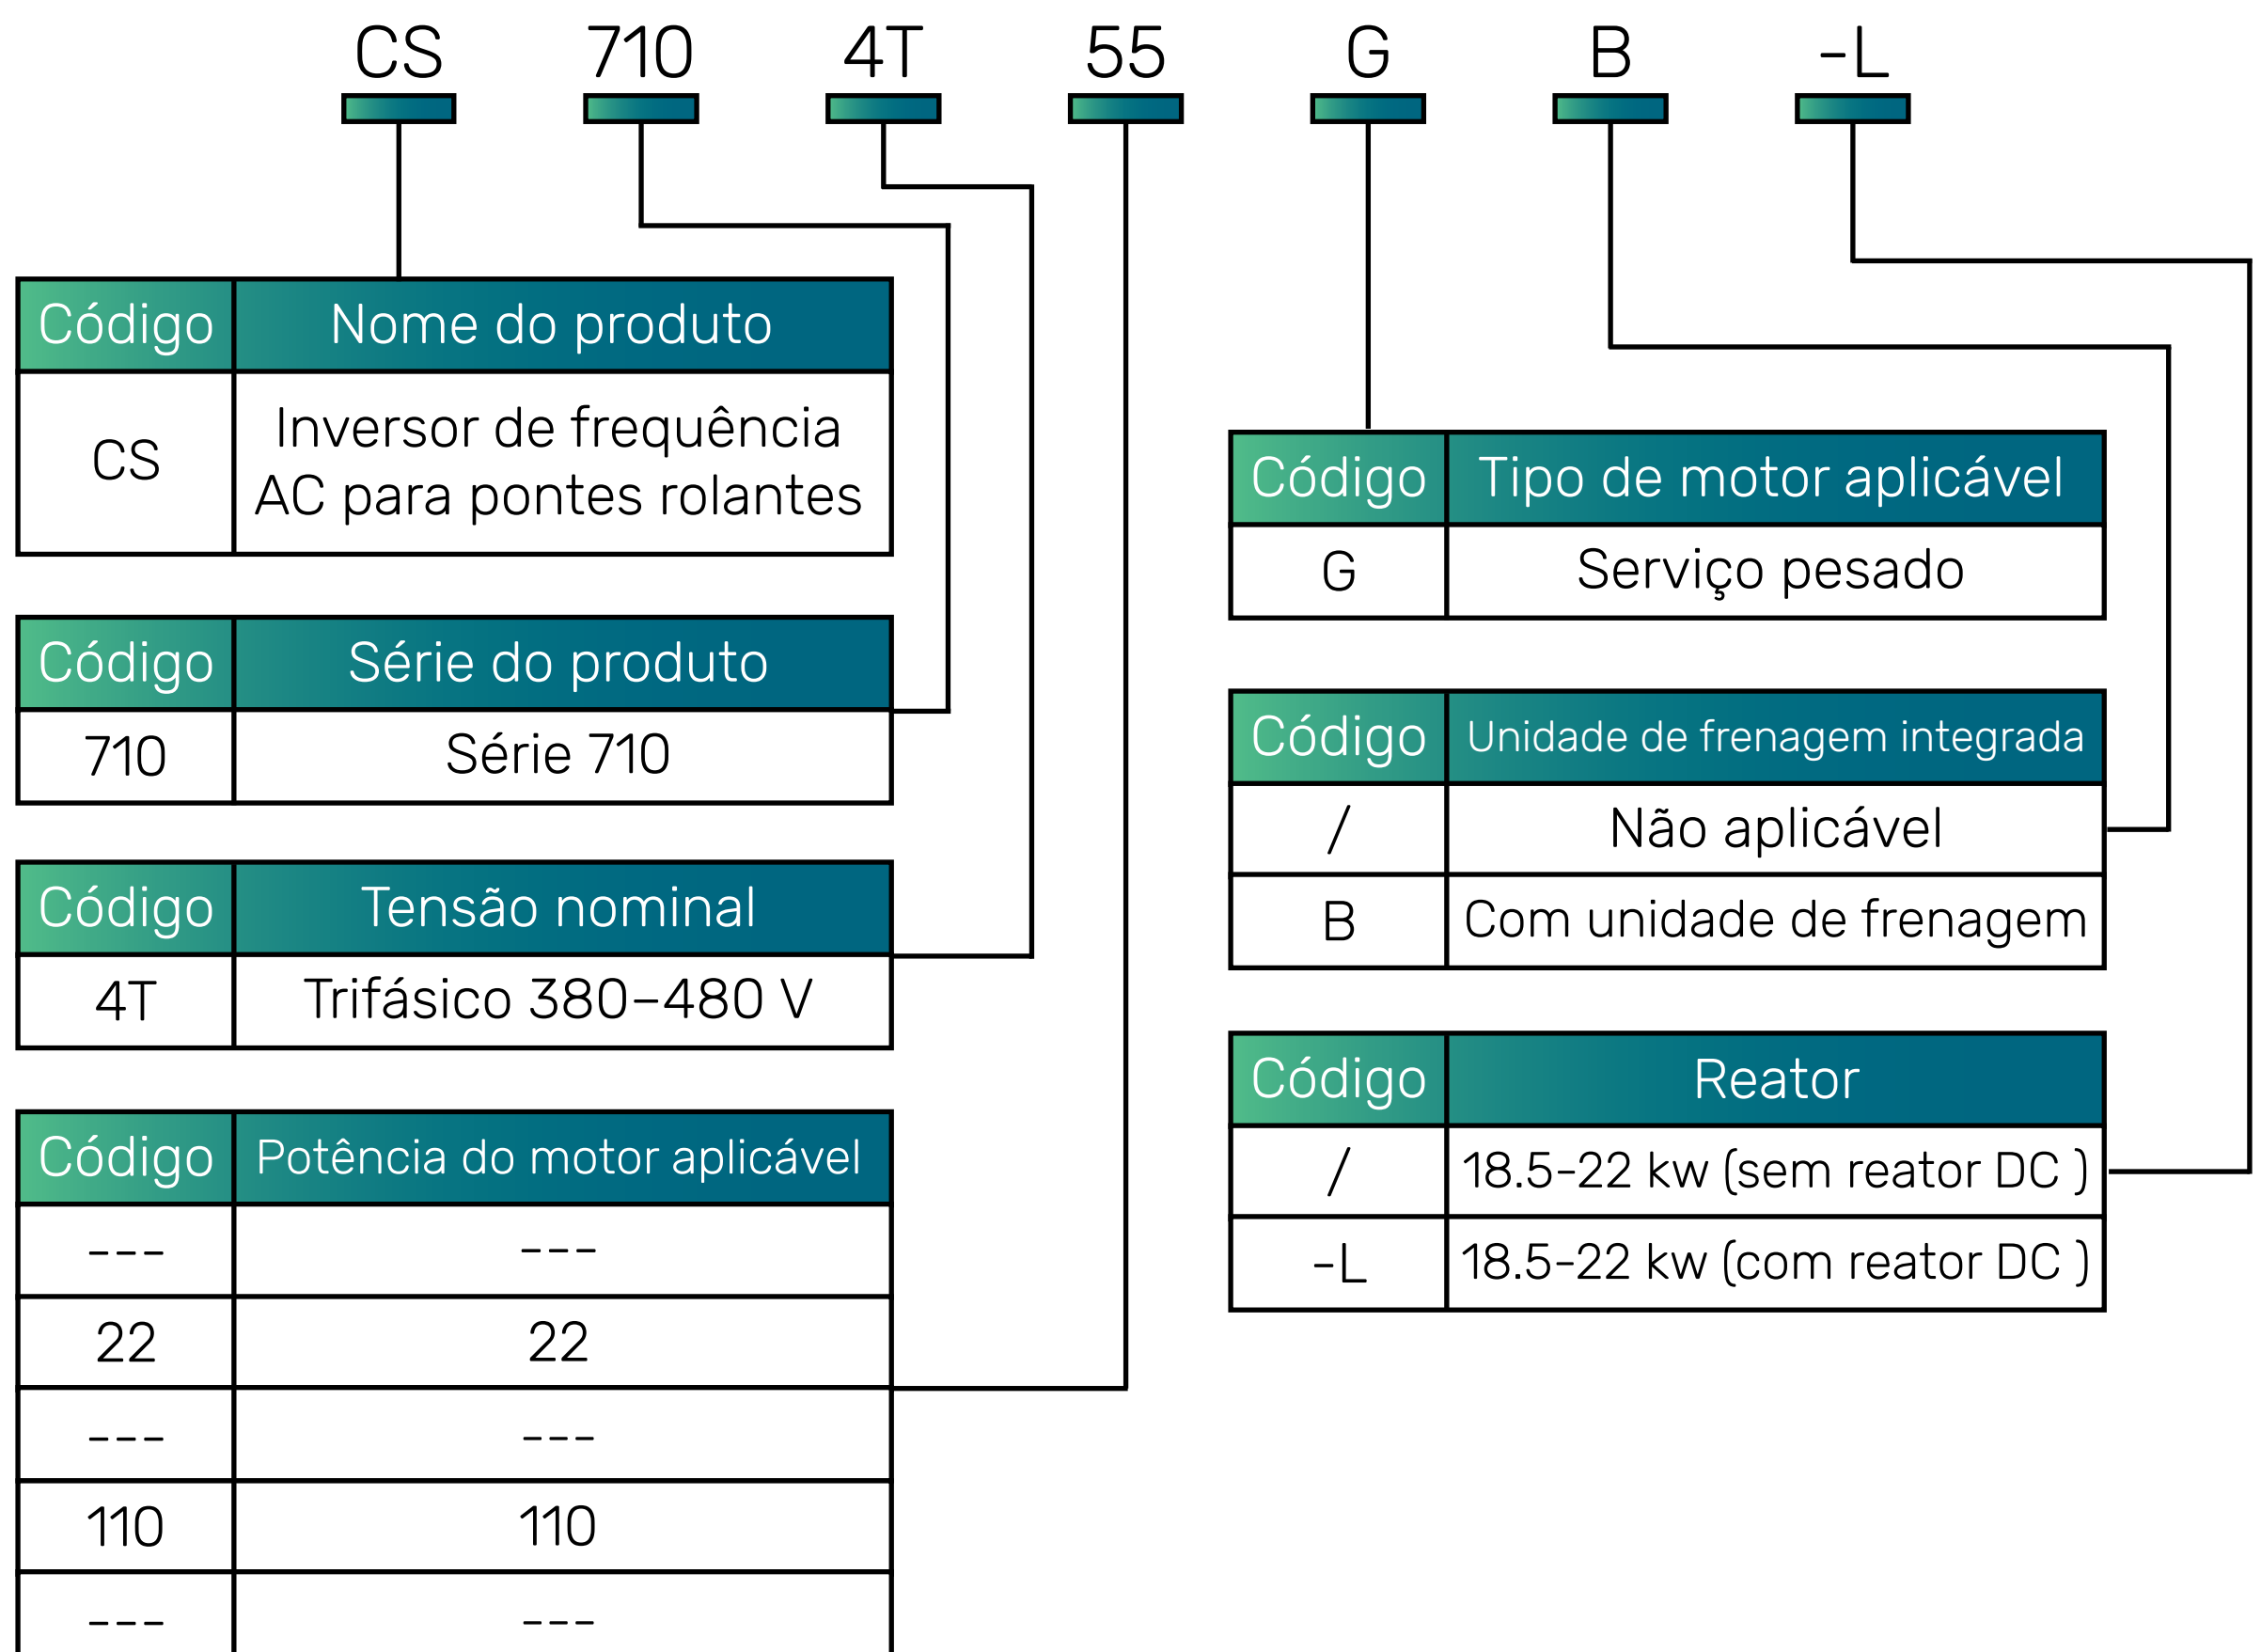 CS 710 4T 55 G B -L
Código Nome do produto
CS Inversor de frequência
AC para pontes rolantes
Código Série do produto
710 Série 710
Código Tensão nominal
4T Trifásico 380-480 V
Código Potência do motor aplicável
--- ---
22 22
--- ---
110 110
--- ---
Código Tipo de motor aplicável
G Serviço pesado
Código Unidade de frenagem integrada
/ Não aplicável
B Com unidade de frenagem
Código Reator
/ 18.5-22 kw (sem reator DC )
-L 18.5-22 kw (com reator DC )